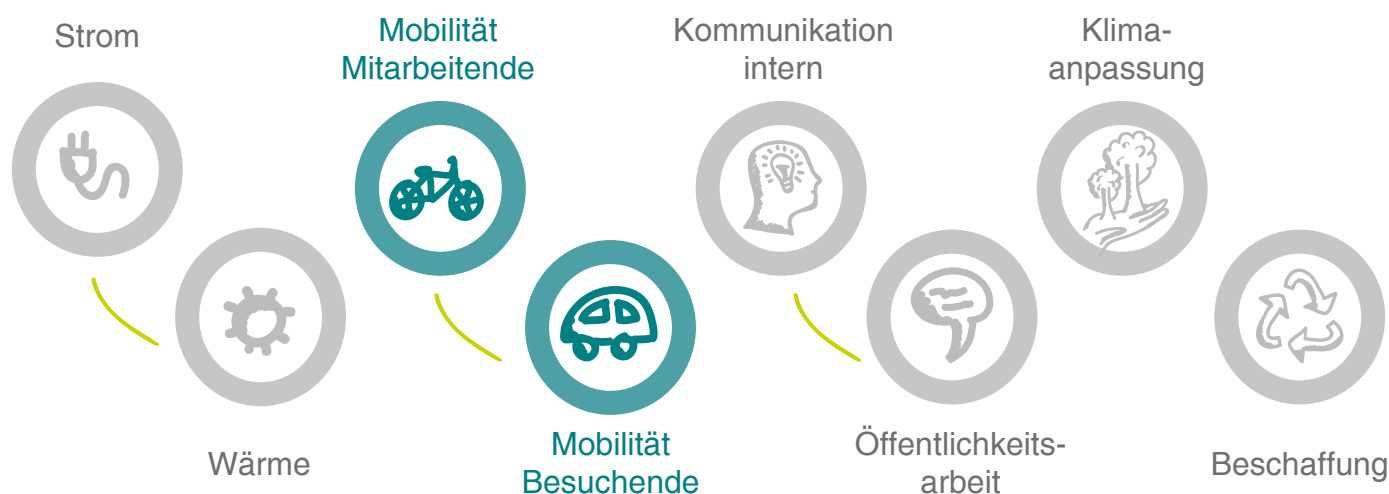 Strom
Mobilität
Mitarbeitende
Kommunikation
intern
Klima-
anpassung
Wärme
Mobilität
Besuchende
Öffentlichkeits-
arbeit
Beschaffung